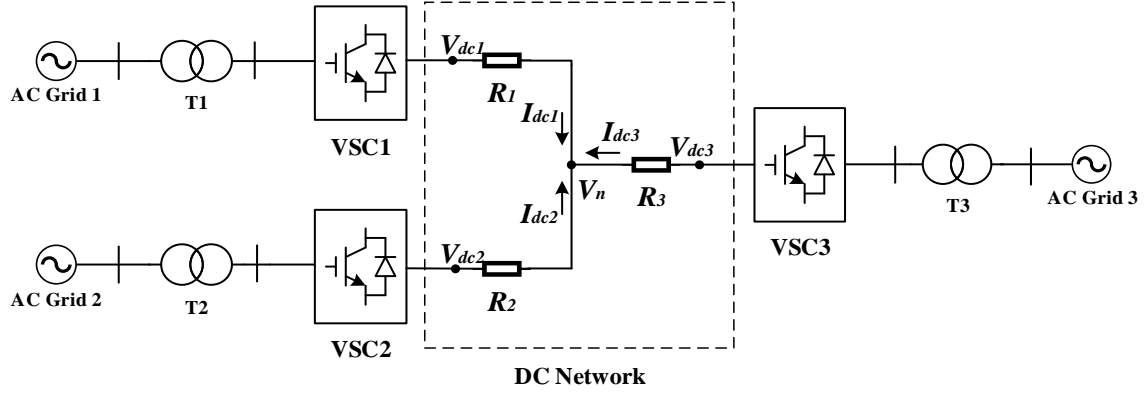 AC Grid 1
T1
VSC1
Vdc1
R1
Idc1
Idc3
Vdc3
Vn
R3
Idc2
VSC3
T3
AC Grid 3
AC Grid 2
T2
VSC2
Vdc2
R2
DC Network